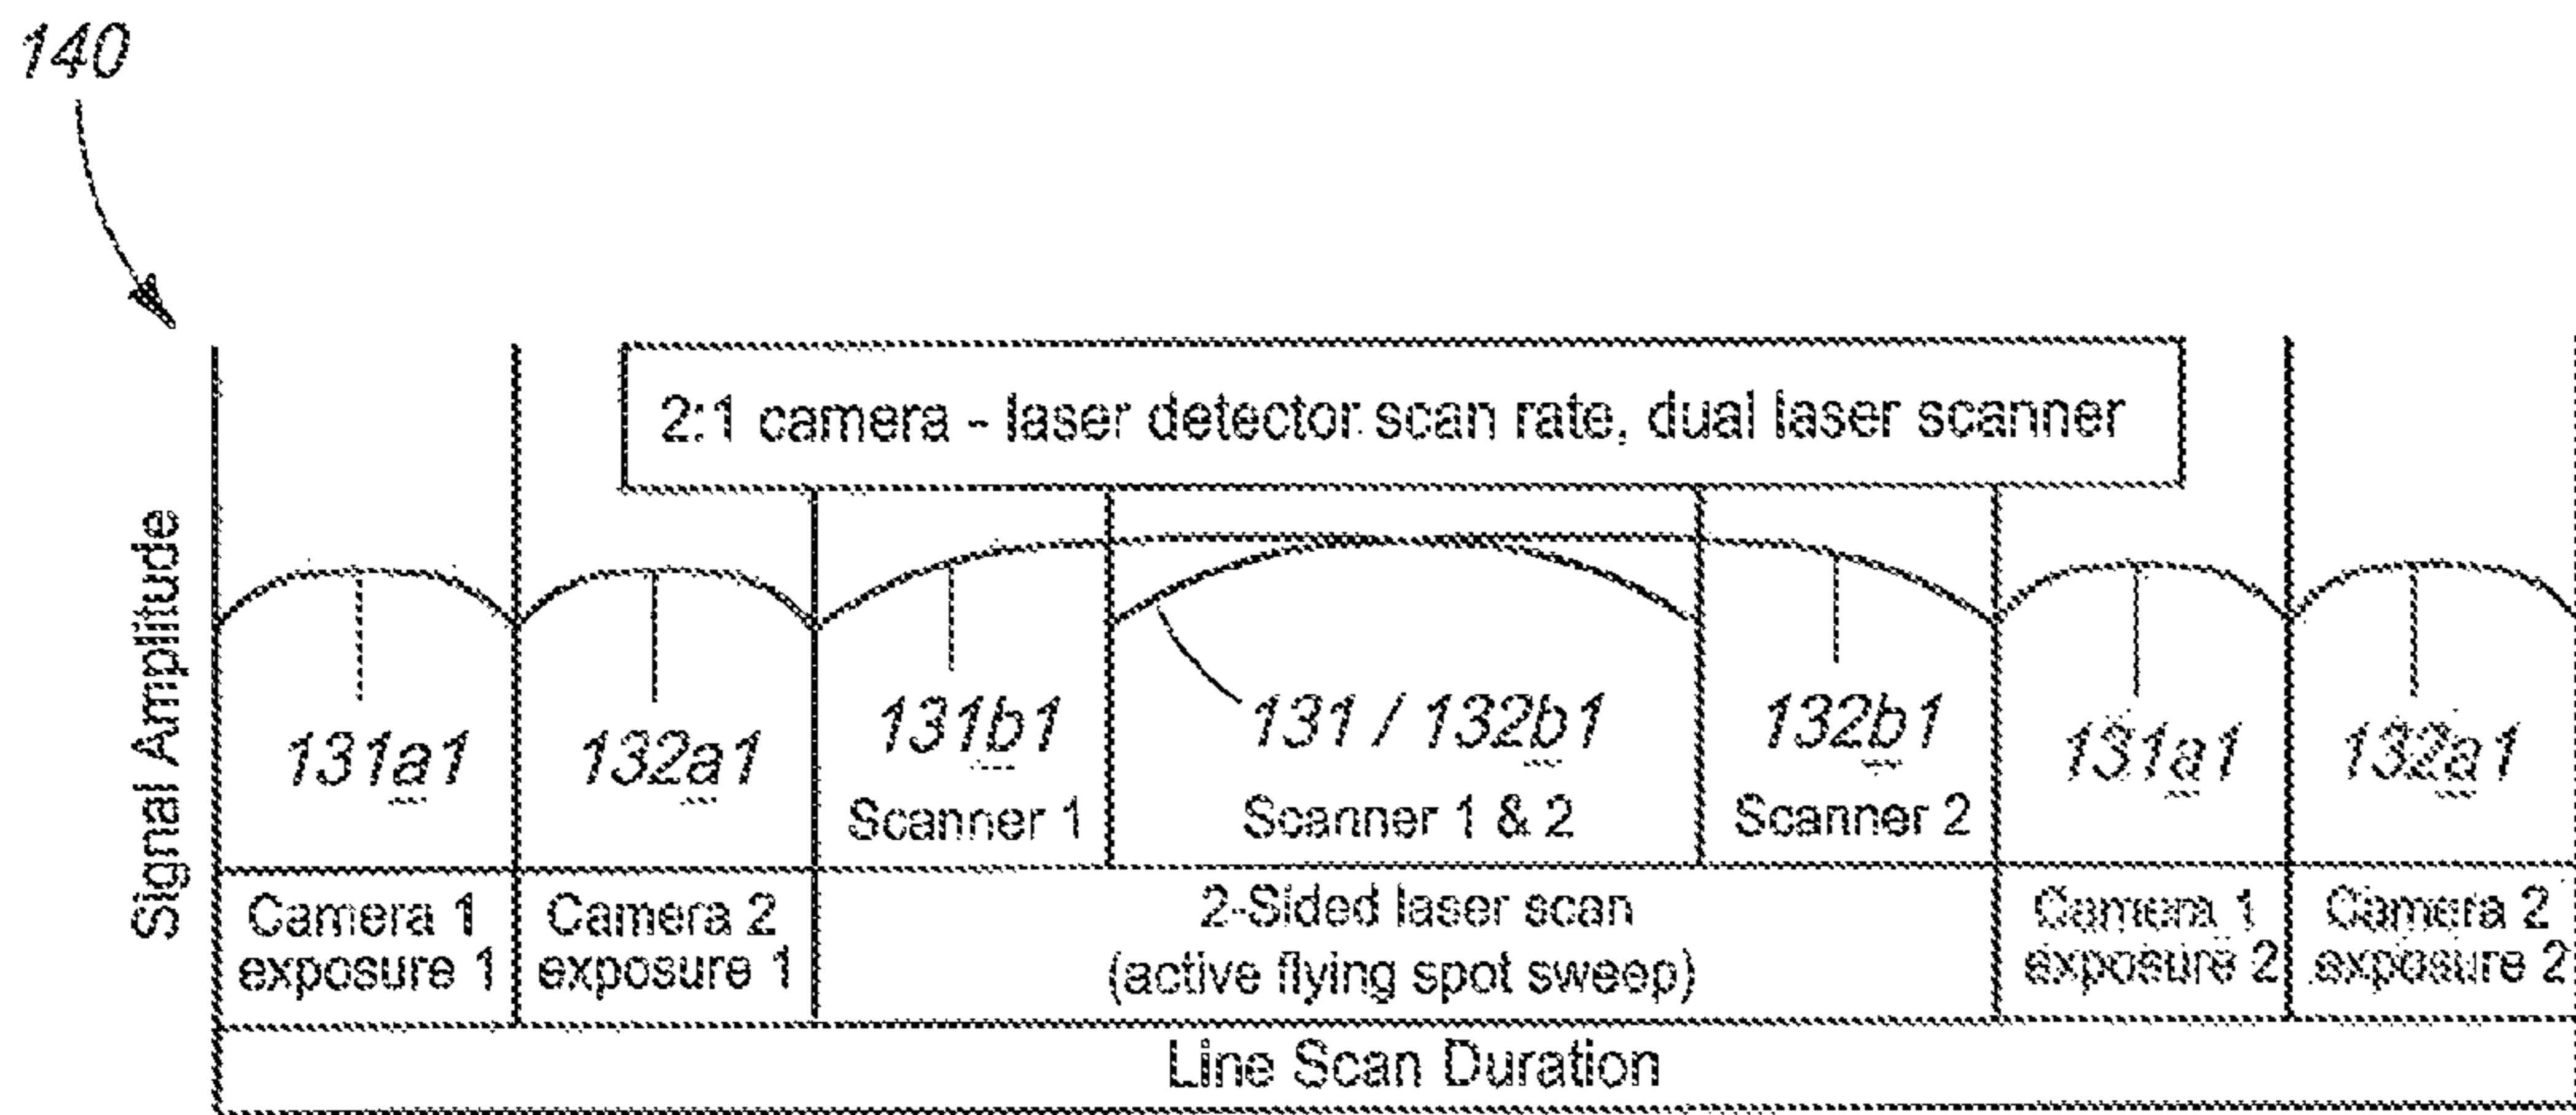 140
2:1 camera - laser detector scan rate, dual laser scanner
Signal Amplitude
131a1
132a1
131b1
131 / 132b1
132b1
131a1
132a1
Scanner 1
Scanner 1 & 2
Scanner 2
Camera 1
exposure 1
Camera 2
exposure 1
2-Sided laser scan
(active flying spot sweep)
Camera 1
exposure 2
Camera 2
exposure 2
Line Scan Duration